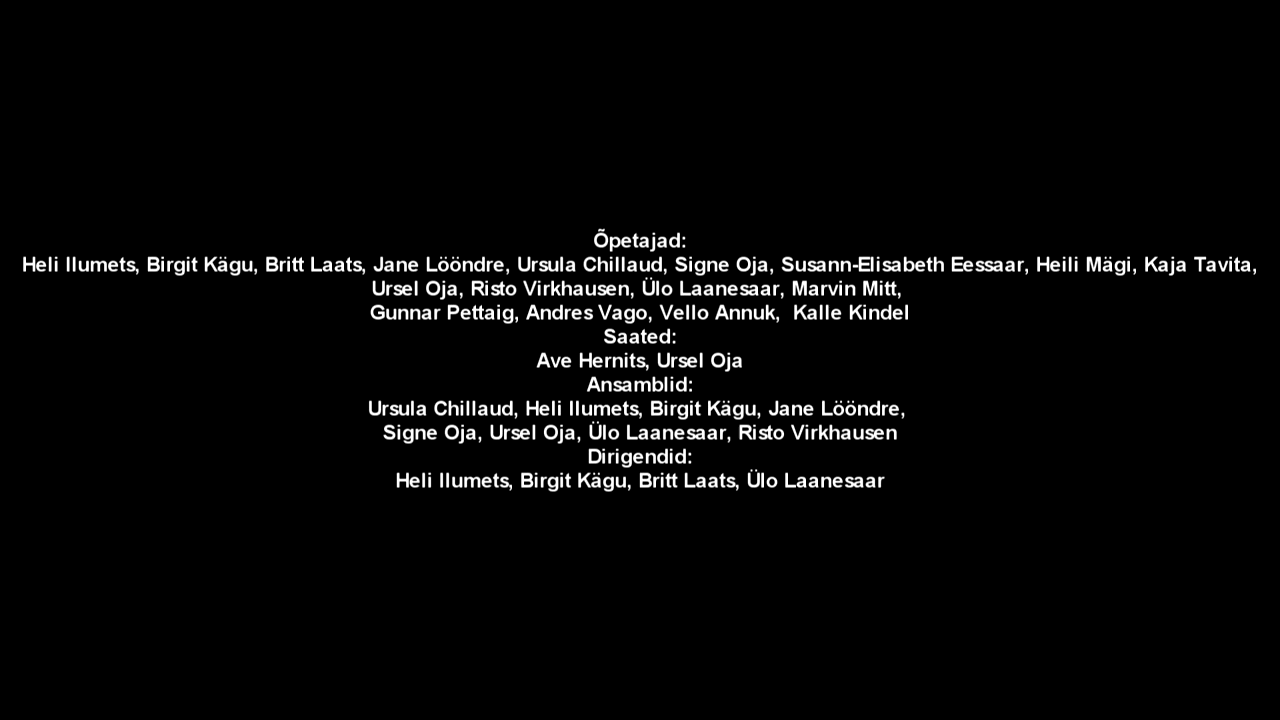 Õpetajad:
Heli Ilumets, Birgit Kägu, Britt Laats, Jane Lööndre, Ursula Chillaud, Signe Oja, Susann-Elisabeth Eessaar, Heili Mägi, Kaja Tavita,
Ursel Oja, Risto Virkhausen, Ülo Laanesaar, Marvin Mitt,
Gunnar Pettaig, Andres Vago, Vello Annuk,  Kalle Kindel
Saated:
Ave Hernits, Ursel Oja
Ansamblid:
Ursula Chillaud, Heli Ilumets, Birgit Kägu, Jane Lööndre,
Signe Oja, Ursel Oja, Ülo Laanesaar, Risto Virkhausen
Dirigendid:
Heli Ilumets, Birgit Kägu, Britt Laats, Ülo Laanesaar